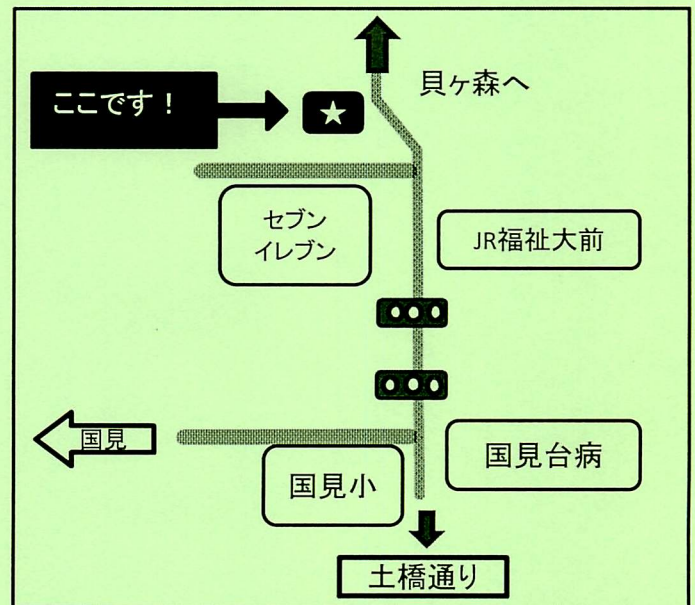 貝ヶ森へ
ここです！
セブン
イレブン
JR福祉大前
国見
国見台病
国見小
土橋通り